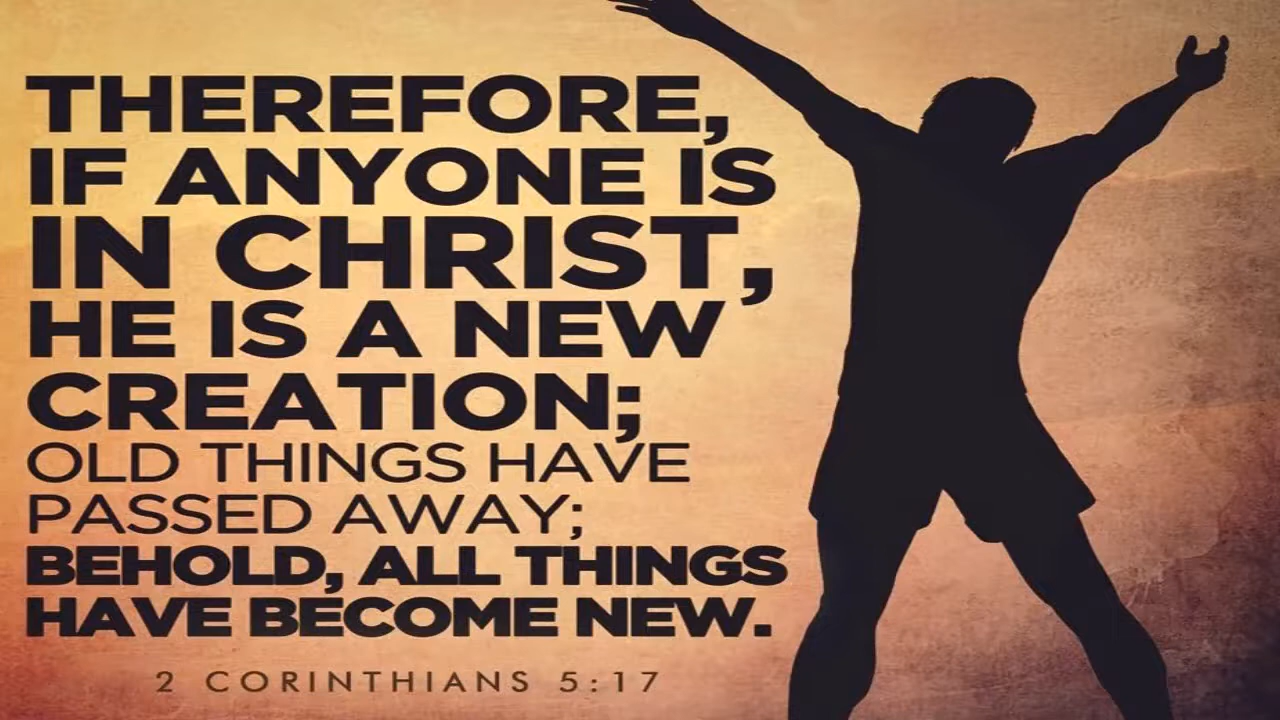 THEREFORE,
IF ANYONE IS
IN CHRIST,
HE IS A NEW
CREATION;
OLD THINGS HAVE
PASSED AWAY;
BEHOLD, ALL THINGS
HAVE BECOME NEW.
2 CORINTHIANS 5:17